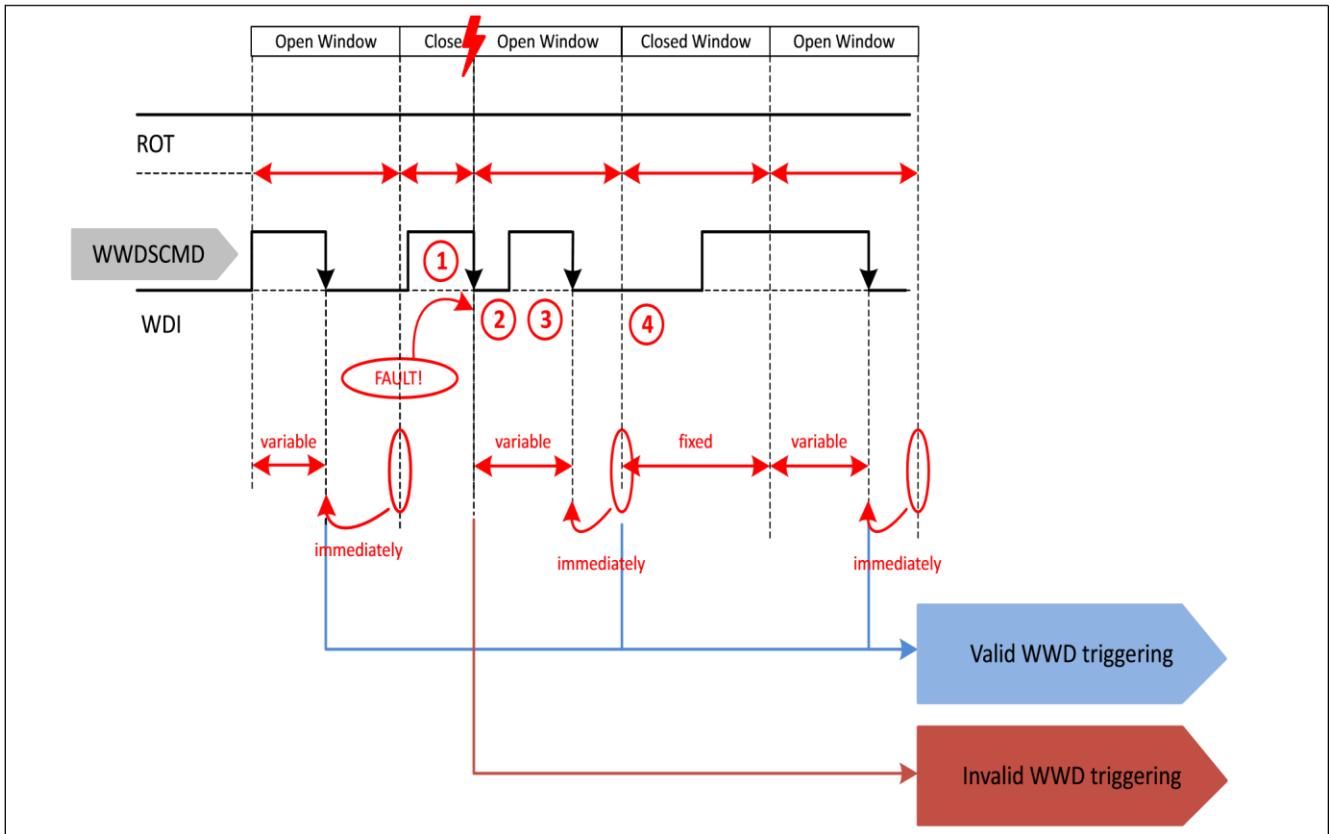 Open Window
Closed
Open Window
Closed Window
Open Window
ROT
WWDSCMD
1
2
3
4
WDI
FAULT!
variable
variable
fixed
variable
immediately
immediately
immediately
Valid WWD triggering
Invalid WWD triggering